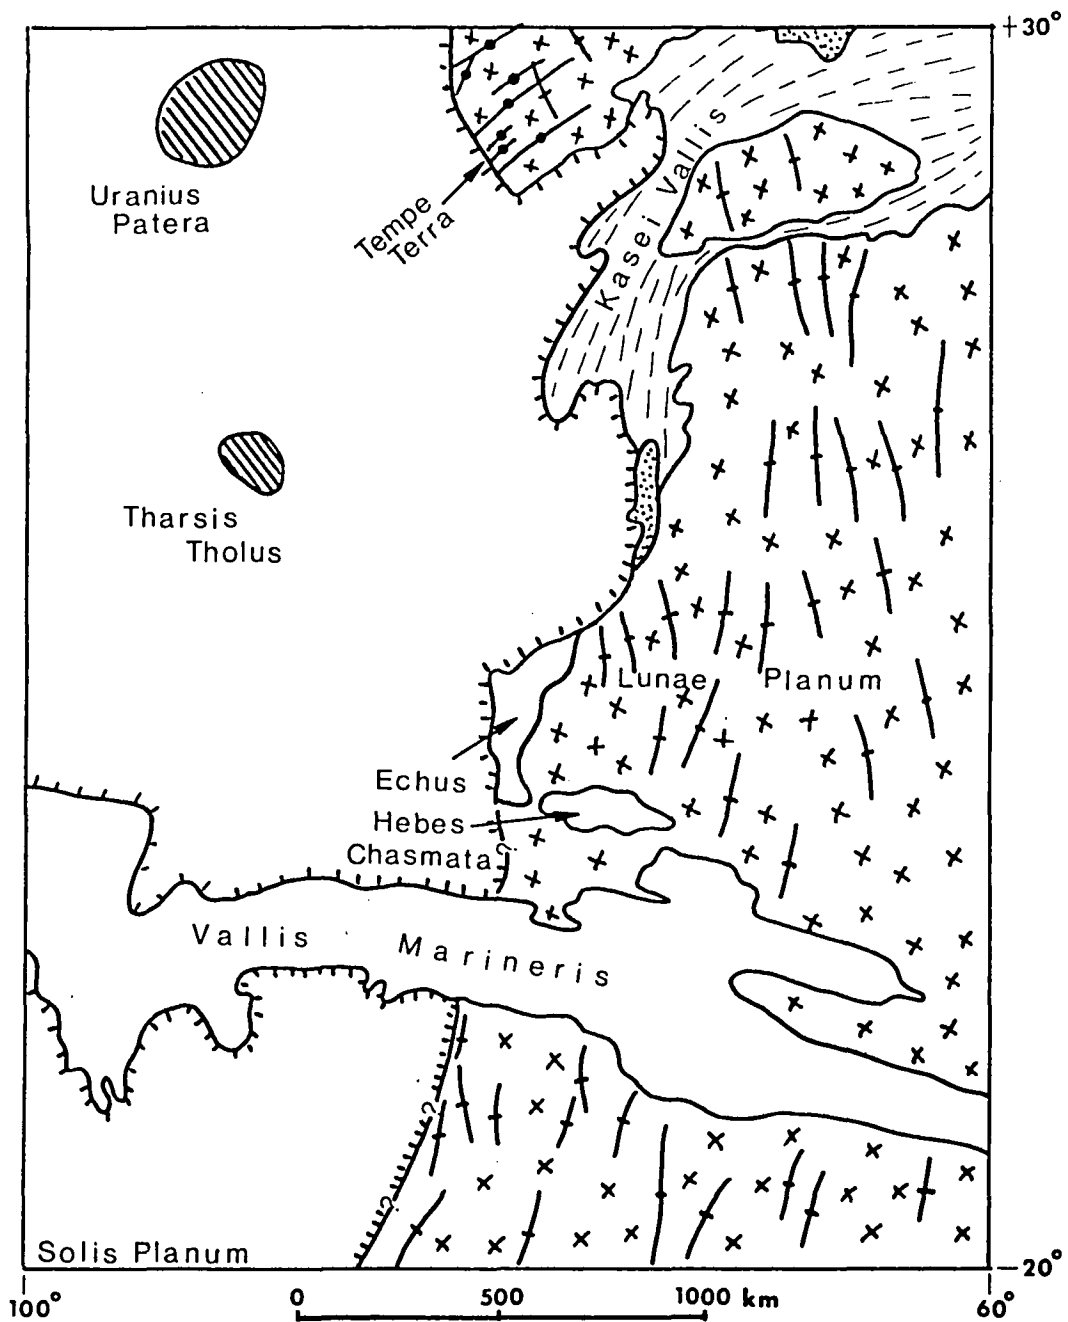 +30°
Uranius
Patera
Tempe
Terra
Kasei Vallis
Tharsis
Tholus
Lunae Planum
Echus
Hebes
Chasmata
?
Vallis Marineris
?
?
Solis Planum
-20°
100°
60°
0 500 1000 km